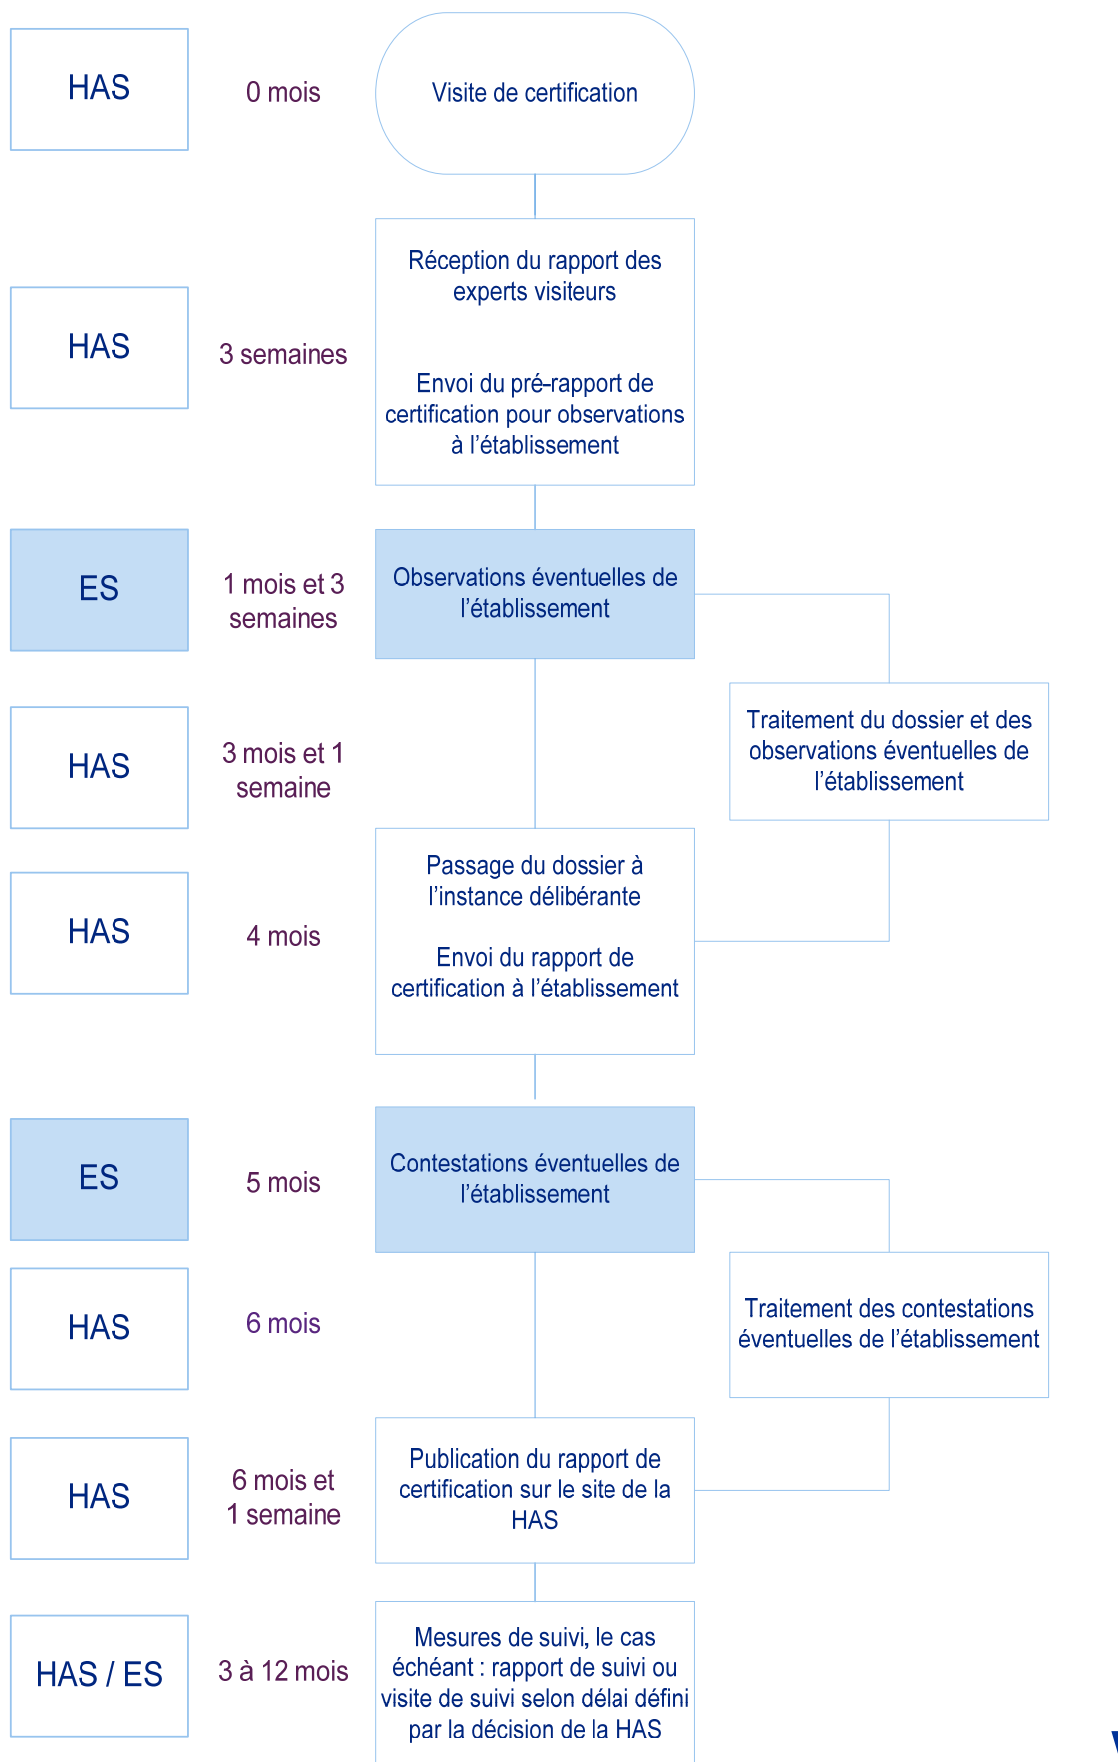 HAS
0 mois
Visite de certification
HAS
3 semaines
Réception du rapport des
experts visiteurs
Envoi du pré-rapport de
certification pour observations
à l'établissement
ES
1 mois et 3
semaines
Observations éventuelles de
l'établissement
HAS
3 mois et 1
semaine
Traitement du dossier et des
observations éventuelles de
l'établissement
HAS
4 mois
Passage du dossier à
l'instance délibérante
Envoi du rapport de
certification à l'établissement
ES
5 mois
Contestations éventuelles de
l'établissement
HAS
6 mois
Traitement des contestations
éventuelles de l'établissement
HAS
6 mois et
1 semaine
Publication du rapport de
certification sur le site de la
HAS
HAS / ES
3 à 12 mois
Mesures de suivi, le cas
échéant : rapport de suivi ou
visite de suivi selon délai défini
par la décision de la HAS